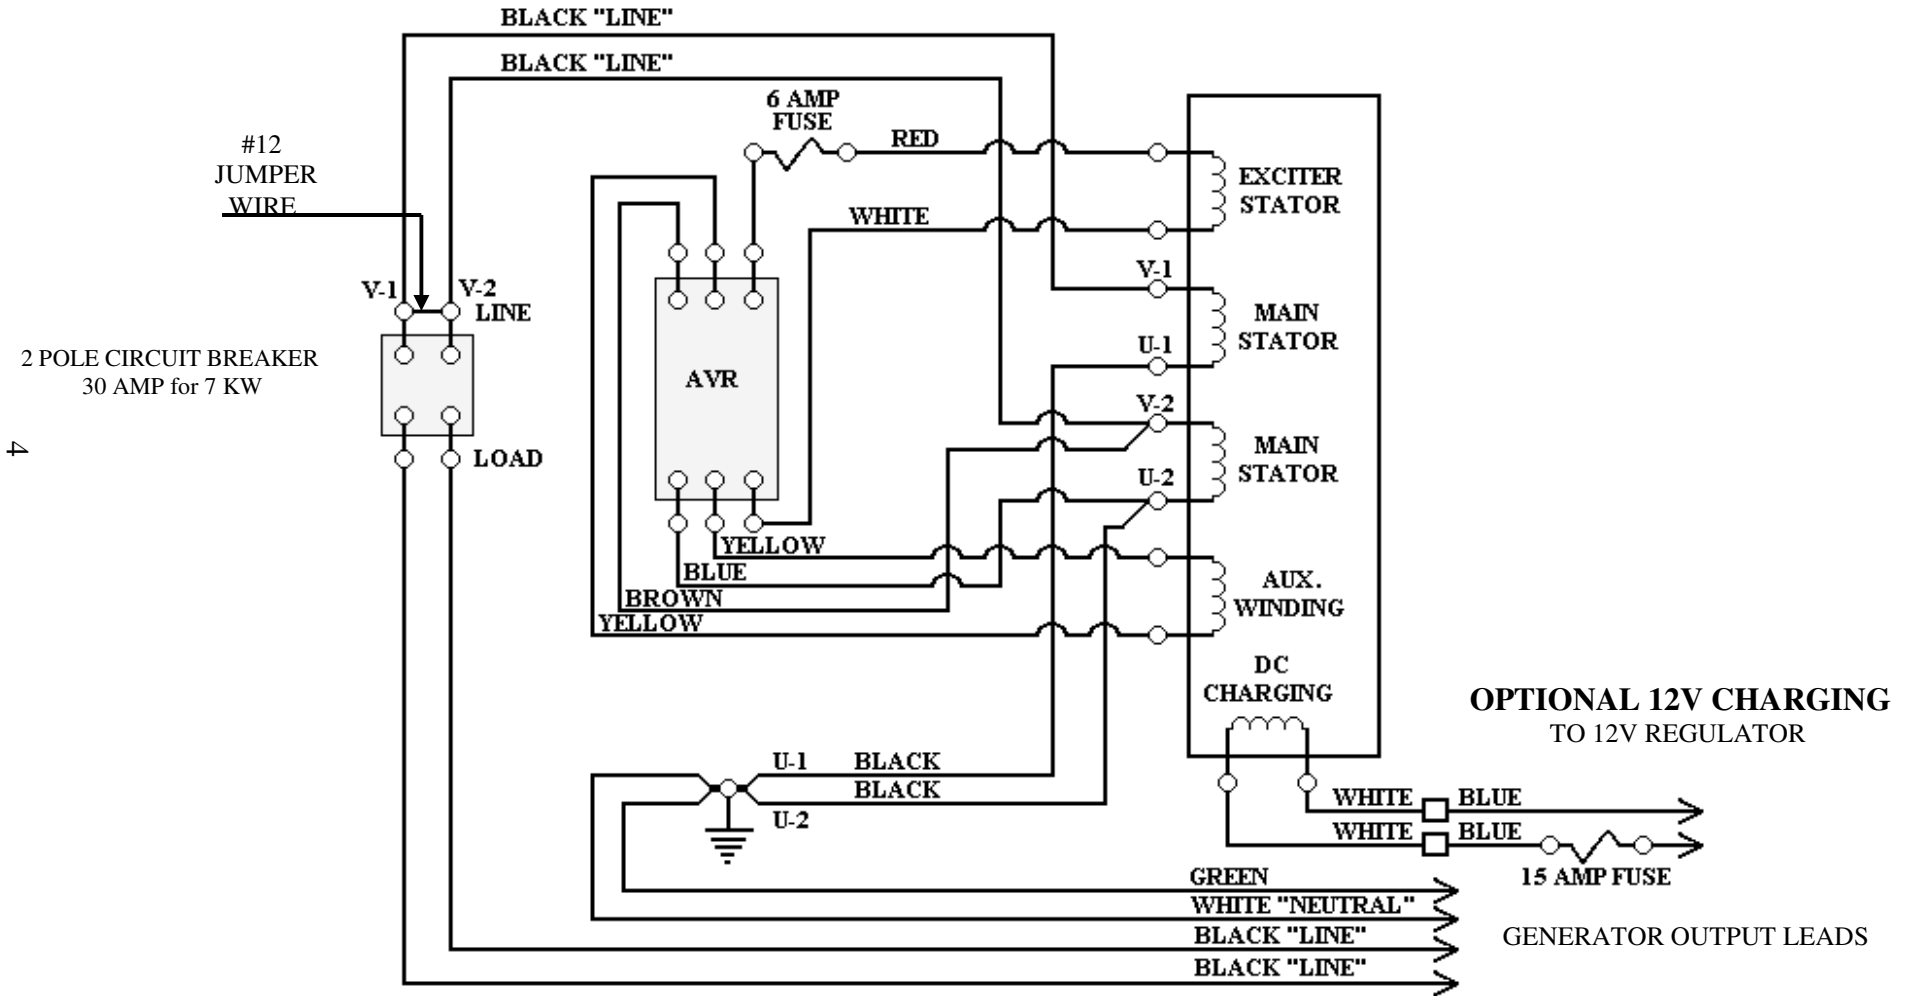 BLACK "LINE"
BLACK "LINE"
6 AMP
FUSE
RED
#12
JUMPER
WIRE
WHITE
EXCITER
STATOR
V-1
V-2
LINE
2 POLE CIRCUIT BREAKER
30 AMP for 7 KW
LOAD
AVR
V-1
MAIN
STATOR
U-1
V-2
MAIN
STATOR
U-2
YELLOW
BLUE
BROWN
YELLOW
AUX.
WINDING
DC
CHARGING
OPTIONAL 12V CHARGING
TO 12V REGULATOR
U-1
BLACK
BLACK
U-2
WHITE
BLUE
WHITE
BLUE
15 AMP FUSE
GREEN
WHITE "NEUTRAL"
BLACK "LINE"
BLACK "LINE"
GENERATOR OUTPUT LEADS
4